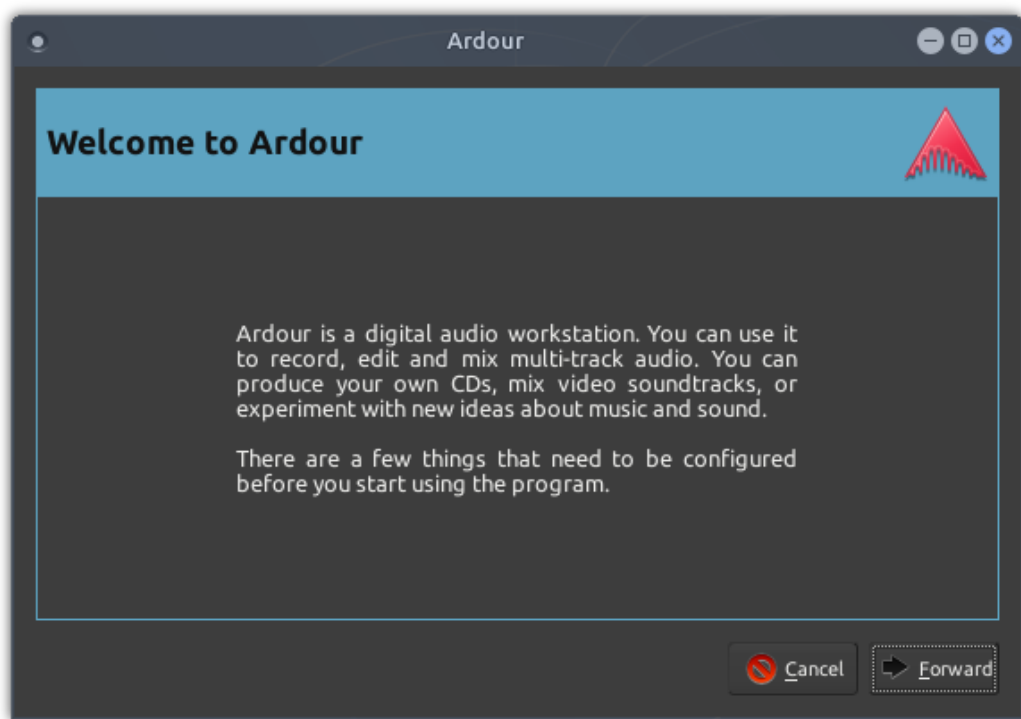 Ardour
Welcome to Ardour
Ardour is a digital audio workstation. You can use it
to record, edit and mix multi-track audio. You can
produce your own CDs, mix video soundtracks, or
experiment with new ideas about music and sound.
There are a few things that need to be configured
before you start using the program.
Cancel
Forward